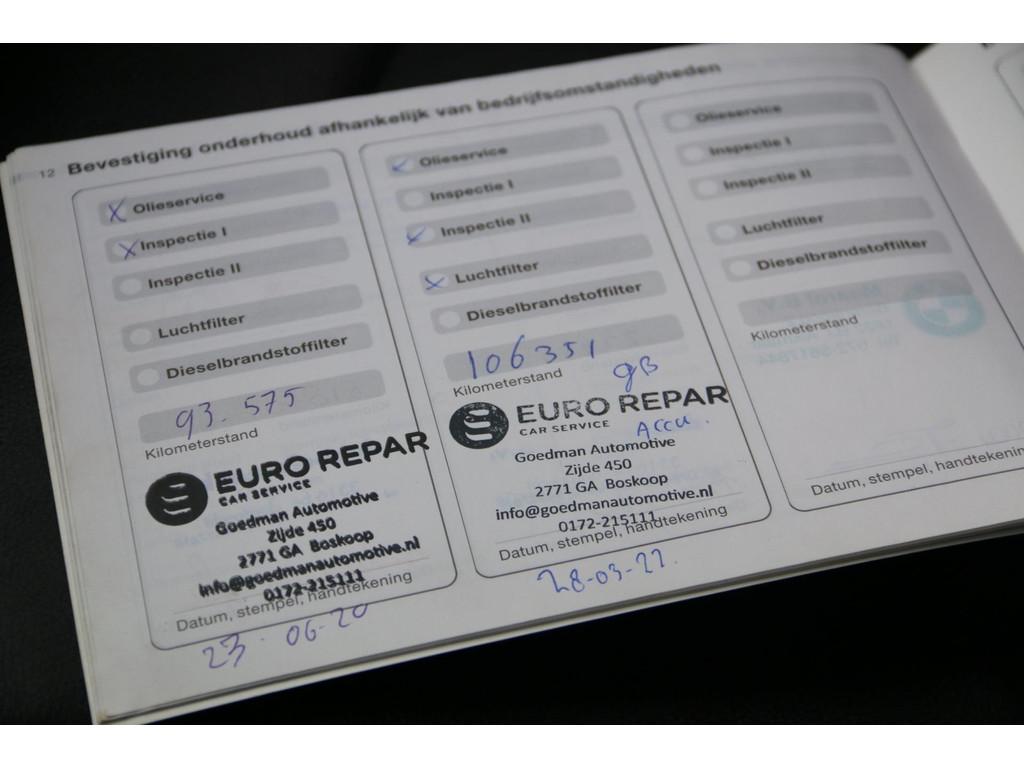 12 Bevestiging onderhoud afhankelijk van bedrijfsomstandigheden
X Olieservice
X Inspectie I
Inspectie II
Luchtfilter
Dieselbrandstoffilter
93.575
Kilometerstand
EURO REPAR
CAR SERVICE
Goedman Automotive
Zijde 450
2771 GA Boskoop
info@goedmanautomotive.nl
0172-215111
Datum, stempel, handtekening
23.06-20
Olieservice
Inspectie I
Inspectie II
Luchtfilter
Dieselbrandstoffilter
106351
Kilometerstand
gB
EURO REPAR
CAR SERVICE
Accu.
Goedman Automotive
Zijde 450
2771 GA Boskoop
info@goedmanautomotive.nl
0172-215111
Datum, stempel, handtekening
28-03-22.
Olieservice
Inspectie I
Inspectie II
Luchtfilter
Dieselbrandstoffilter
Kilometerstand
Datum, stempel, handtekenin